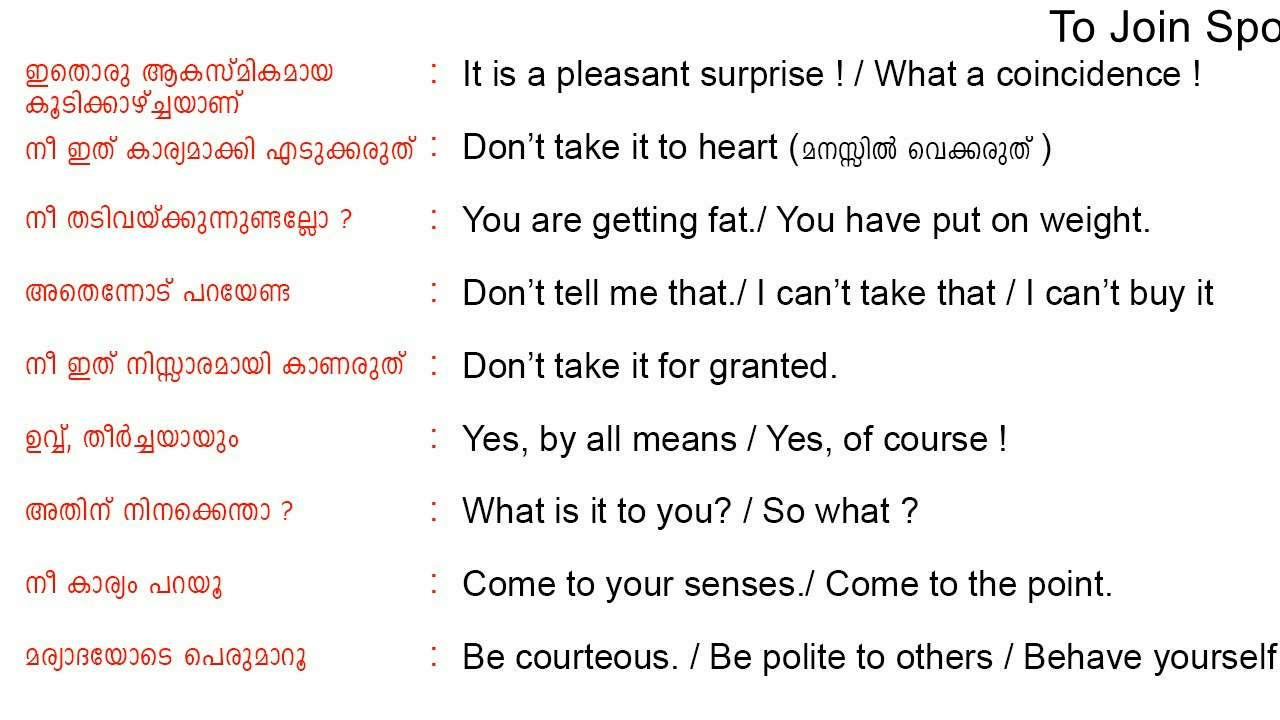 To Join Spo
ഇതൊരു ആകസ്മികമായ : It is a pleasant surprise ! / What a coincidence !
കൂടിക്കാഴ്ച്ചയാണ്
നീ ഇത് കാര്യമാക്കി എടുക്കരുത് : Don’t take it to heart (മനസ്സിൽ വെക്കരുത് )
നീ തടിവയ്ക്കുന്നുണ്ടല്ലോ ? : You are getting fat./ You have put on weight.
അതെന്നോട് പറയേണ്ട : Don’t tell me that./ I can’t take that / I can’t buy it
നീ ഇത് നിസ്സാരമായി കാണരുത് : Don’t take it for granted.
ഉവ്വ്, തീർച്ചയായും : Yes, by all means / Yes, of course !
അതിന് നിനക്കെന്താ ? : What is it to you? / So what ?
നീ കാര്യം പറയൂ : Come to your senses./ Come to the point.
മര്യാദയോടെ പെരുമാറൂ : Be courteous. / Be polite to others / Behave yourself